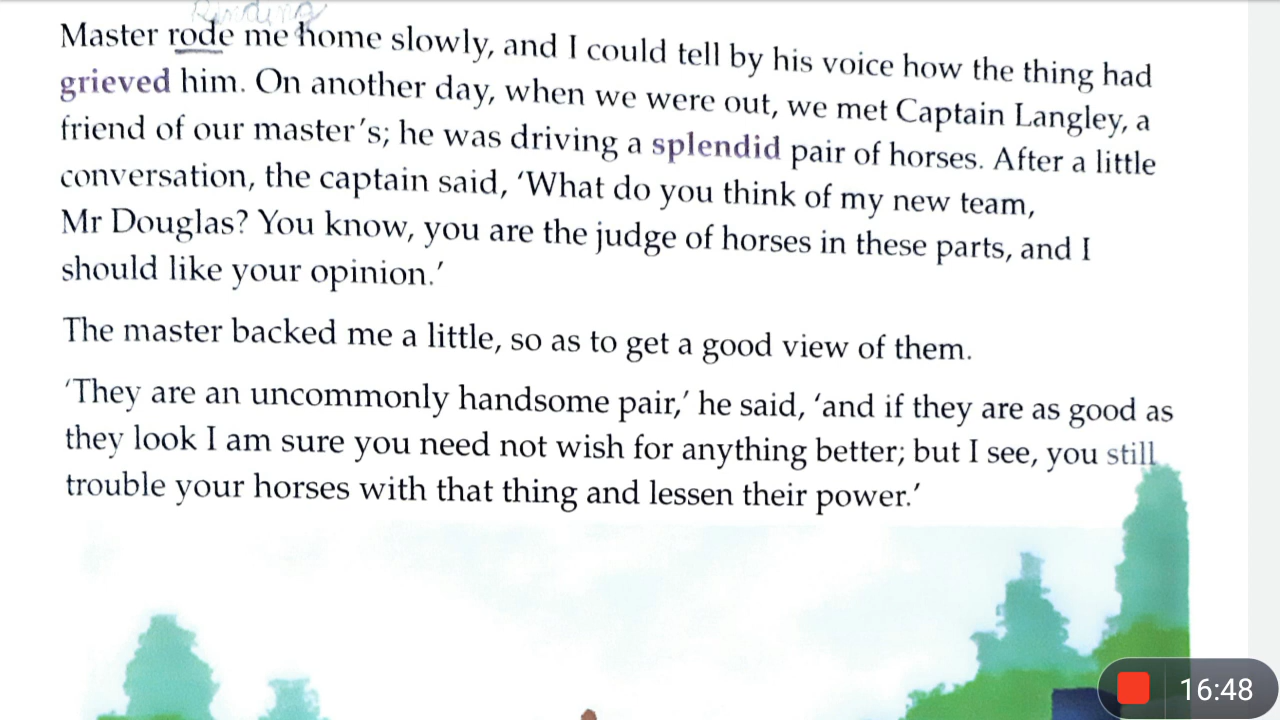 Riding
Master rode me home slowly, and I could tell by his voice how the thing had
grieved him. On another day, when we were out, we met Captain Langley, a
friend of our master's; he was driving a splendid pair of horses. After a little
conversation, the captain said, ‘What do you think of my new team,
Mr Douglas? You know, you are the judge of horses in these parts, and I
should like your opinion.’
The master backed me a little, so as to get a good view of them.
‘They are an uncommonly handsome pair,’ he said, ‘and if they are as good as
they look I am sure you need not wish for anything better; but I see, you still
trouble your horses with that thing and lessen their power.’
16:48